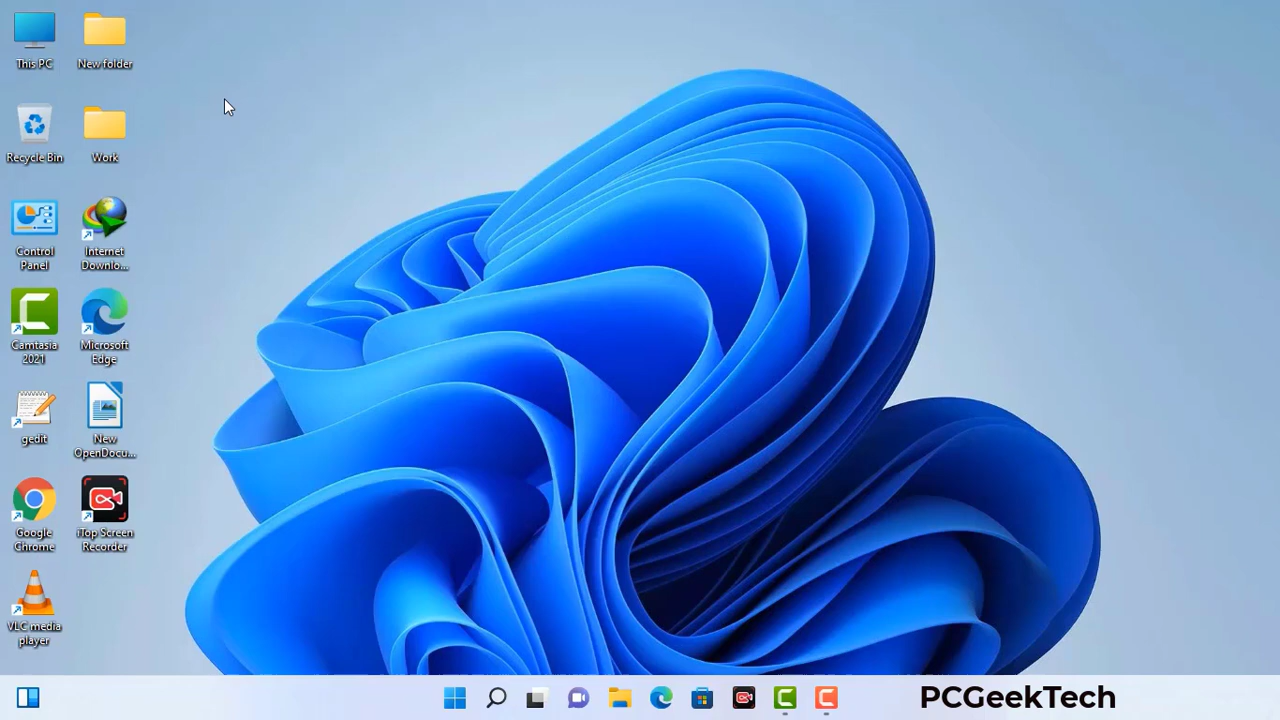 This PC
New folder
Recycle Bin
Work
Control
Panel
Internet
Downlo...
Camtasia
2021
Microsoft
Edge
gedit
New
OpenDocu...
Google
Chrome
iTop Screen
Recorder
VLC media
player
PCGeekTech